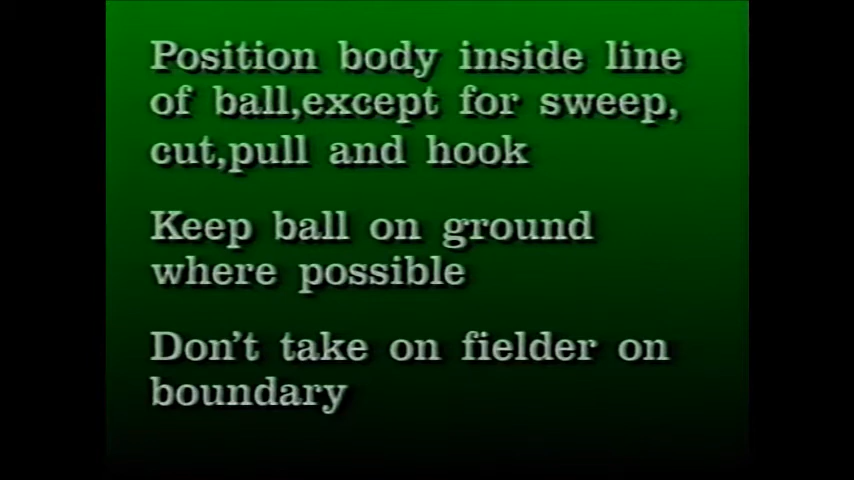 Position body inside line
of ball,except for sweep,
cut,pull and hook
Keep ball on ground
where possible
Don't take on fielder on
boundary